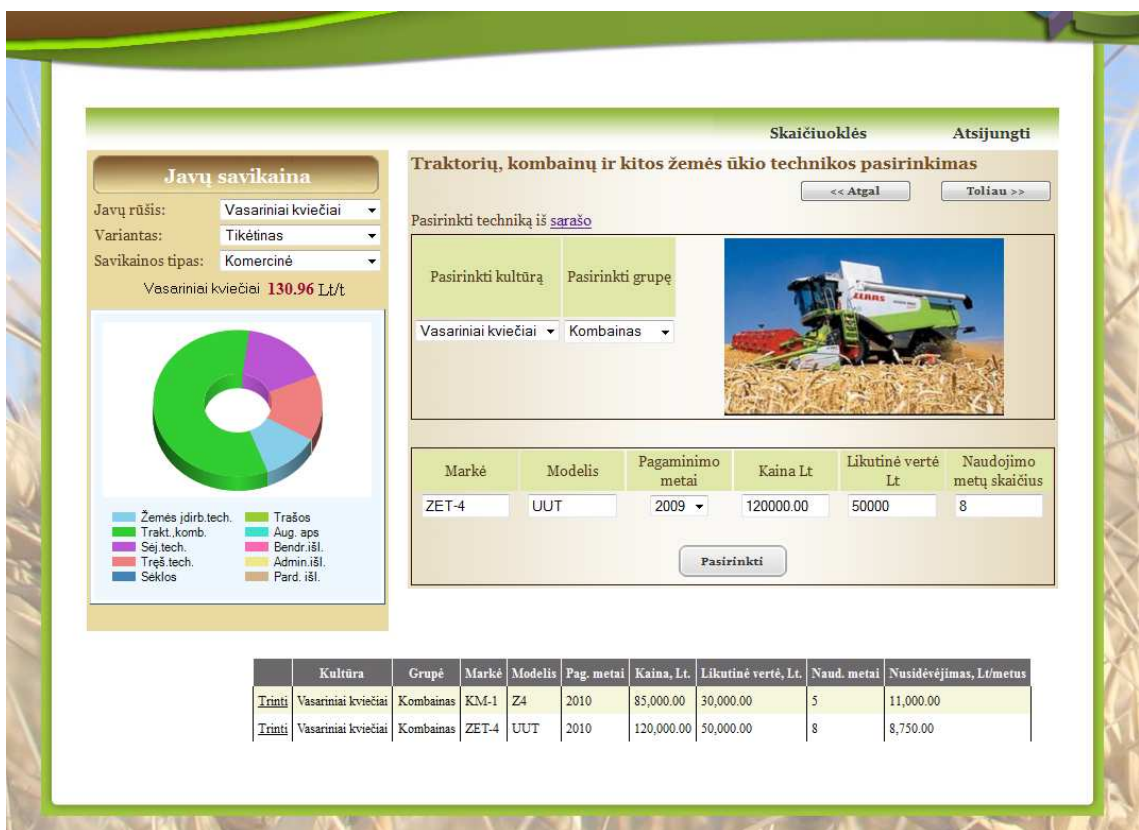 Skaičiuoklės Atsijungti
Javų savikaina
Javų rūšis: Vasariniai kviečiai
Variantas: Tikėtinas
Savikainos tipas: Komercinė
Vasariniai kviečiai 130.96 Lt/t
Žemės įdirb.tech. Trašos
Trakt.,komb. Aug. aps
Sėj.tech. Bendr.išl.
Tręš.tech. Admin.išl.
Sėklos Pard. išl.
Traktorių, kombainų ir kitos žemės ūkio technikos pasirinkimas
<< Atgal Toliau >>
Pasirinkti techniką iš sąrašo
Pasirinkti kultūrą Pasirinkti grupę
Vasariniai kviečiai Kombainas
CLAAS
Markė Modelis Pagaminimo metai Kaina Lt Likutinė vertė Lt Naudojimo metų skaičius
ZET-4 UUT 2009 120000.00 50000 8
Pasirinkti
Kultūra Grupė Markė Modelis Pag. metai Kaina, Lt. Likutinė vertė, Lt. Naud. metai Nusidėvėjimas, Lt/metus
Trinti Vasariniai kviečiai Kombainas KM-1 Z4 2010 85,000.00 30,000.00 5 11,000.00
Trinti Vasariniai kviečiai Kombainas ZET-4 UUT 2010 120,000.00 50,000.00 8 8,750.00